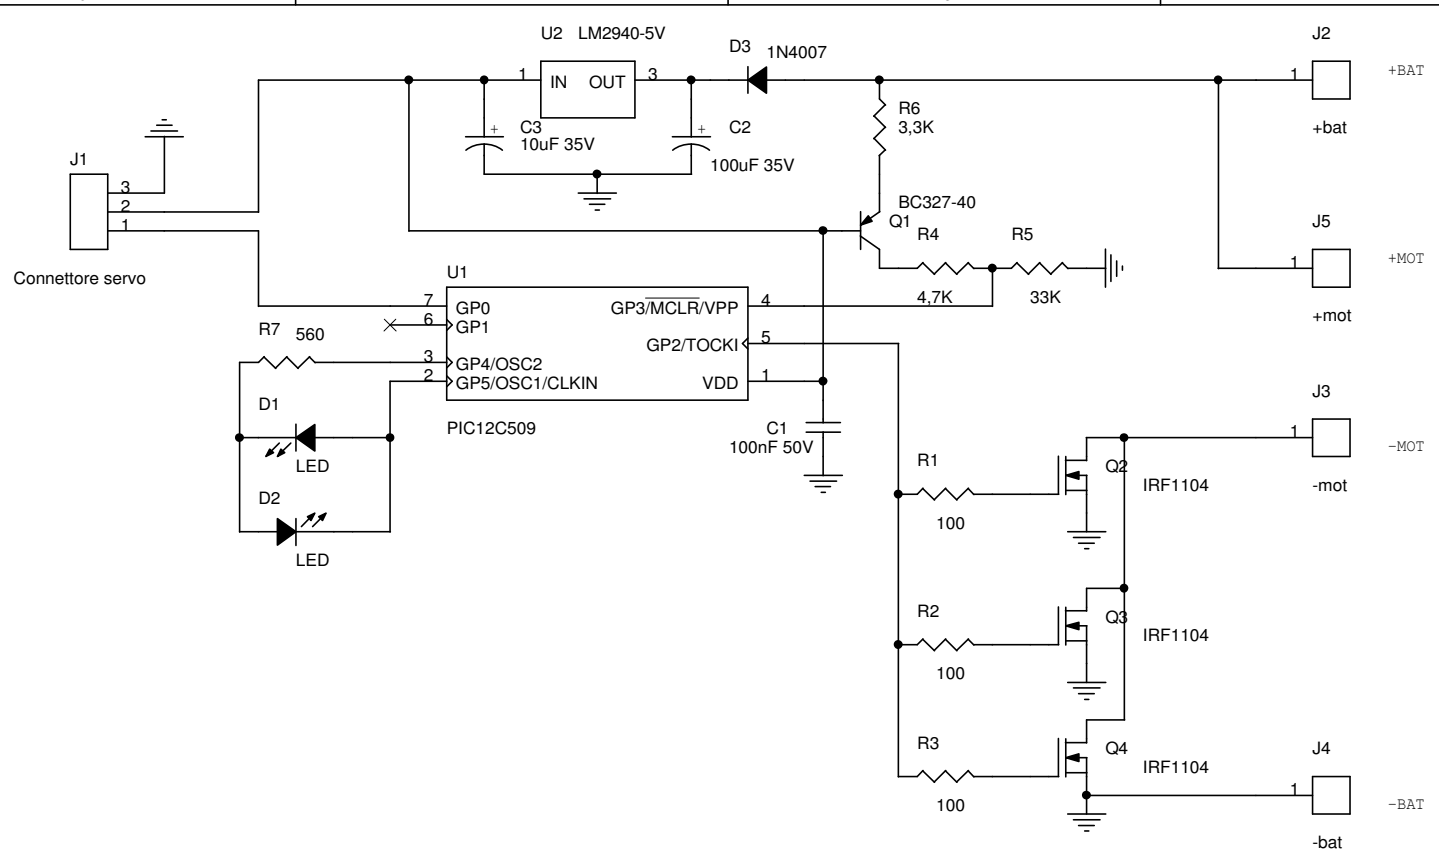 U2 LM2940-5V
1 IN OUT 3
D3 1N4007
J2
1
+BAT
+bat
C3
+
10uF 35V
C2
+
100uF 35V
R6
3,3K
J1
3
2
1
Connettore servo
BC327-40
Q1
R4
4,7K
R5
33K
J5
1
+MOT
+mot
U1
7 GP0
6 GP1
3 GP4/OSC2
2 GP5/OSC1/CLKIN
GP3/MCLR/VPP 4
GP2/TOCKI 5
VDD 1
PIC12C509
R7 560
D1
LED
D2
LED
C1
100nF 50V
J3
1
-MOT
-mot
R1
100
Q2
IRF1104
R2
100
Q3
IRF1104
R3
100
Q4
IRF1104
J4
1
-BAT
-bat